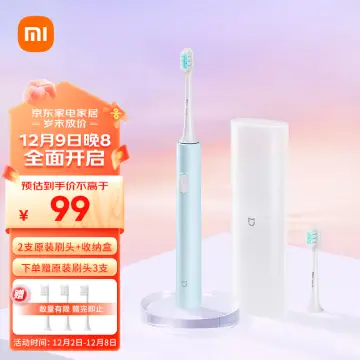 mi
京东家电家居
岁末放价
12月9日晚8
全面开启
预估到手价不高于
¥99
2支原装刷头+收纳盒
下单赠原装刷头3支
赠
数量有限 赠完即止
活动时间：12月2日-12月8日